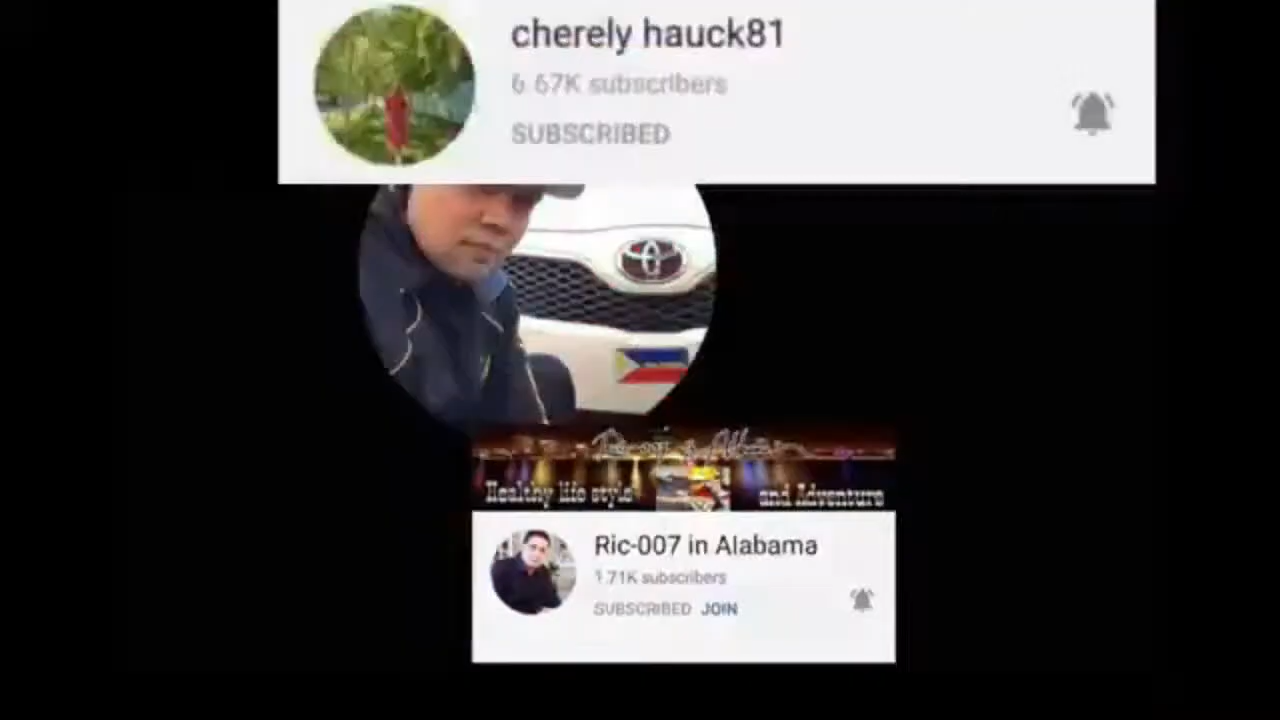 cherely hauck81
6.67K subscribers
SUBSCRIBED
Healthy life style and Adventure
Ric-007 in Alabama
1.71K subscribers
SUBSCRIBED JOIN